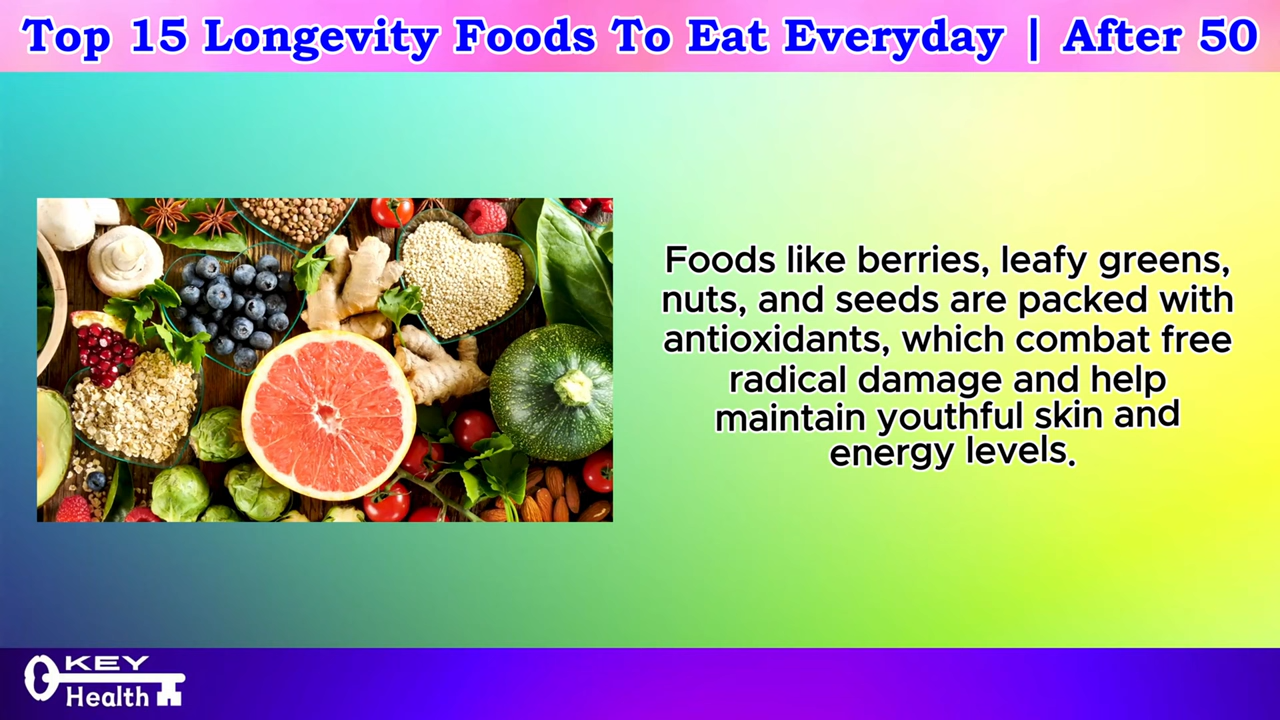 Top 15 Longevity Foods To Eat Everyday | After 50
Foods like berries, leafy greens,
nuts, and seeds are packed with
antioxidants, which combat free
radical damage and help
maintain youthful skin and
energy levels.
KEY
Health